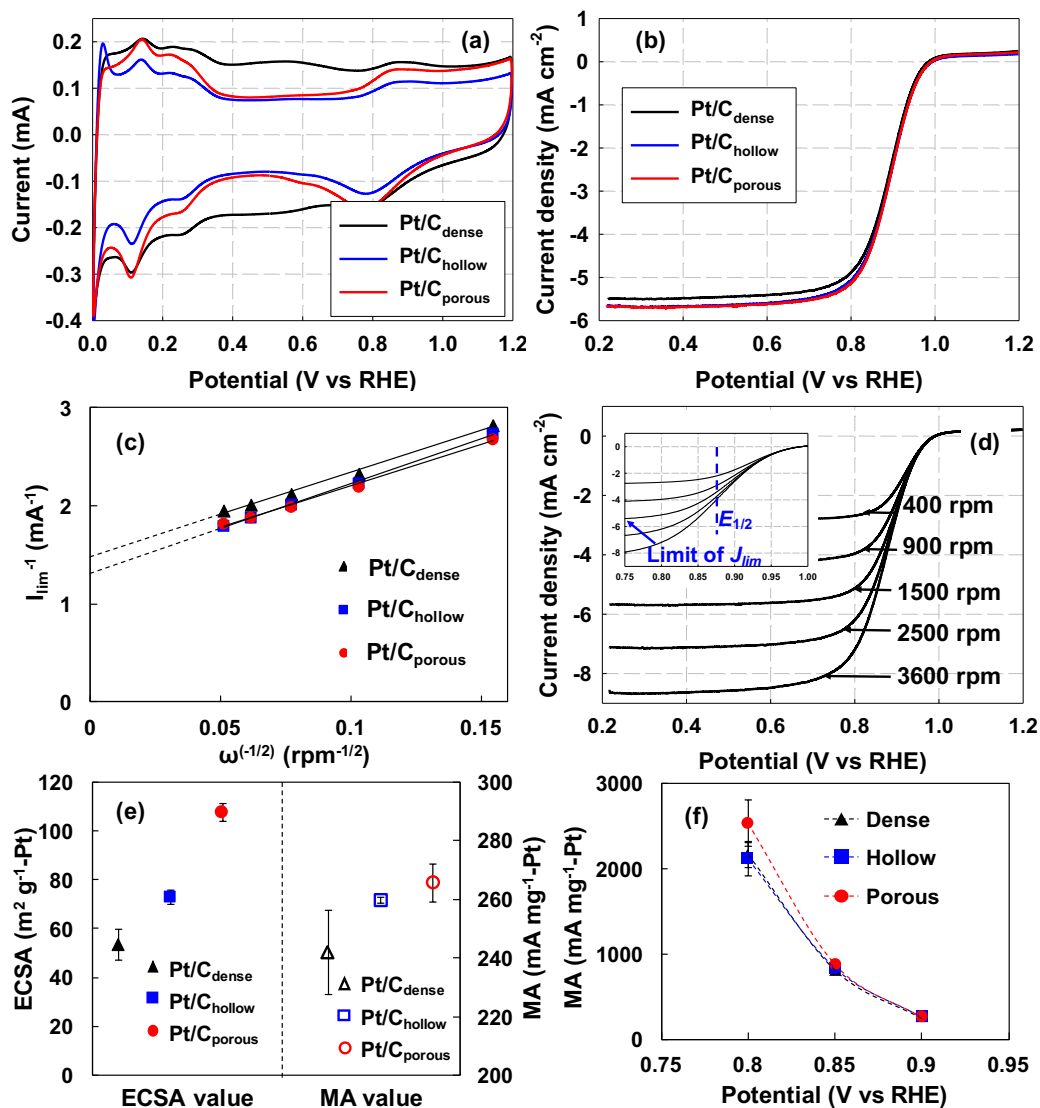 (a)
0.2
0.1
0.0
-0.1
-0.2
-0.3
-0.4
Current (mA)
Pt/Cdense
Pt/Chollow
Pt/Cporous
0.0 0.2 0.4 0.6 0.8 1.0 1.2
Potential (V vs RHE)
(b)
1
0
-1
-2
-3
-4
-5
-6
Current density (mA cm-2)
Pt/Cdense
Pt/Chollow
Pt/Cporous
0.2 0.4 0.6 0.8 1.0 1.2
Potential (V vs RHE)
(c)
3
2
1
0
Ilim-1 (mA-1)
Pt/Cdense
Pt/Chollow
Pt/Cporous
0 0.05 0.1 0.15
ω(-1/2) (rpm-1/2)
(d)
0
-2
-4
-6
-8
Current density (mA cm-2)
0
-2
-4
-6
-8
E1/2
Limit of Jlim
0.75 0.80 0.85 0.90 0.95 1.00
400 rpm
900 rpm
1500 rpm
2500 rpm
3600 rpm
0.2 0.4 0.6 0.8 1.0 1.2
Potential (V vs RHE)
(e)
120
100
80
60
40
20
0
ECSA (m2 g-1-Pt)
Pt/Cdense
Pt/Chollow
Pt/Cporous
Pt/Cdense
Pt/Chollow
Pt/Cporous
300
280
260
240
220
200
MA (mA mg-1-Pt)
ECSA value MA value
(f)
3000
2000
1000
0
MA (mA mg-1-Pt)
Dense
Hollow
Porous
0.75 0.8 0.85 0.9 0.95
Potential (V vs RHE)